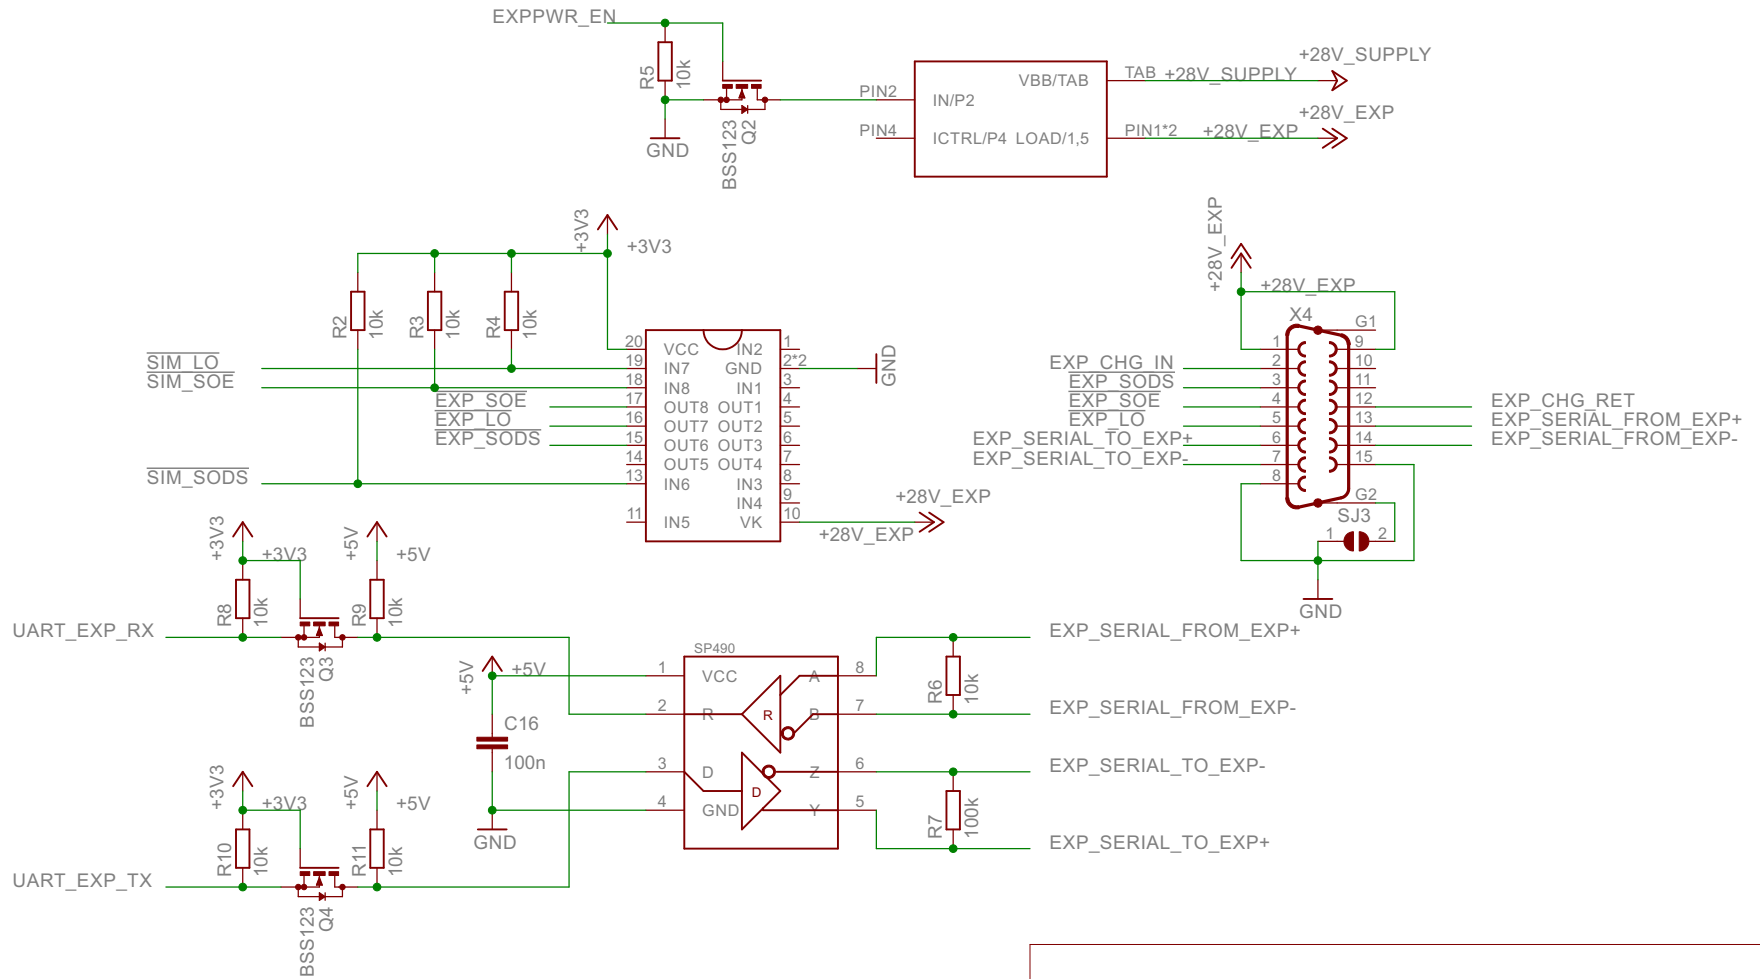 EXPPWR_EN
R5
10k
GND
BSS123
Q2
PIN2
PIN4
IN/P2
ICTRL/P4
VBB/TAB
LOAD/1,5
TAB
+28V_SUPPLY
+28V_SUPPLY
PIN1*2
+28V_EXP
+28V_EXP
+3V3
+3V3
R2
10k
R3
10k
R4
10k
SIM_LO
SIM_SOE
EXP_SOE
EXP_LO
EXP_SODS
SIM_SODS
20 VCC IN2 1
19 IN7 GND 2*2
18 IN8 IN1 3
17 OUT8 OUT1 4
16 OUT7 OUT2 5
15 OUT6 OUT3 6
14 OUT5 OUT4 7
13 IN6 IN3 8
IN4 9
11 IN5 VK 10
GND
+28V_EXP
+28V_EXP
+28V_EXP
+28V_EXP
X4
G1
1 9
2 10
3 11
4 12
5 13
6 14
7 15
8
G2
EXP_CHG_IN
EXP_SODS
EXP_SOE
EXP_LO
EXP_SERIAL_TO_EXP+
EXP_SERIAL_TO_EXP-
EXP_CHG_RET
EXP_SERIAL_FROM_EXP+
EXP_SERIAL_FROM_EXP-
SJ3
1 2
GND
+3V3
+3V3
+5V
+5V
R8
10k
R9
10k
UART_EXP_RX
BSS123
Q3
+5V
+5V
C16
100n
GND
SP490
1 VCC A 8
2 R R B 7
3 D D Z 6
4 GND Y 5
EXP_SERIAL_FROM_EXP+
R6
10k
EXP_SERIAL_FROM_EXP-
EXP_SERIAL_TO_EXP-
R7
100k
EXP_SERIAL_TO_EXP+
+3V3
+3V3
+5V
+5V
R10
10k
R11
10k
UART_EXP_TX
BSS123
Q4